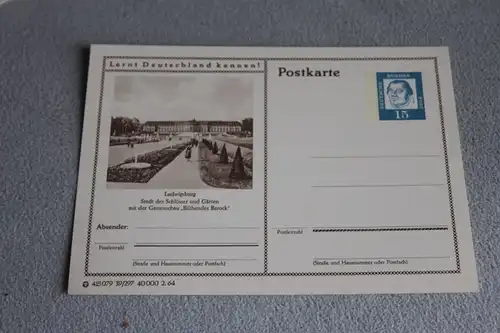 Lernt Deutschland kennen!
Postkarte
DEUTSCHE BUNDESPOST
15
Ludwigsburg
Stadt der Schlösser und Gärten
mit der Gartenschau „Blühendes Barock"
Absender:
Postleitzahl
Postleitzahl
(Straße und Hausnummer oder Postfach)
(Straße und Hausnummer oder Postfach)
413079 39/297 40000 2.64